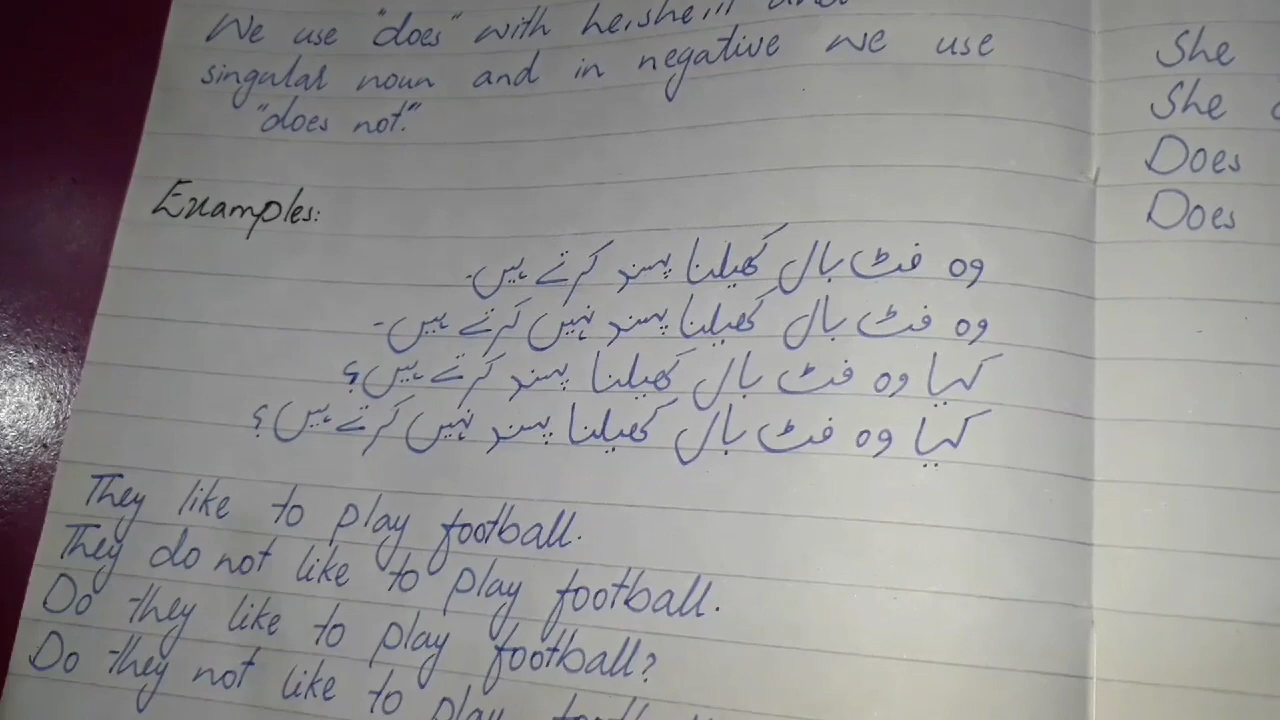 We use "does" with he, she, it and
singular noun and in negative we use
"does not."
Examples:
وہ فٹ بال کھیلنا پسند کرتے ہیں۔
وہ فٹ بال کھیلنا پسند نہیں کرتے ہیں۔
کیا وہ فٹ بال کھیلنا پسند کرتے ہیں؟
کیا وہ فٹ بال کھیلنا پسند نہیں کرتے ہیں؟
They like to play football.
They do not like to play football.
Do they like to play football?
Do they not like to play
She
She
Does
Does